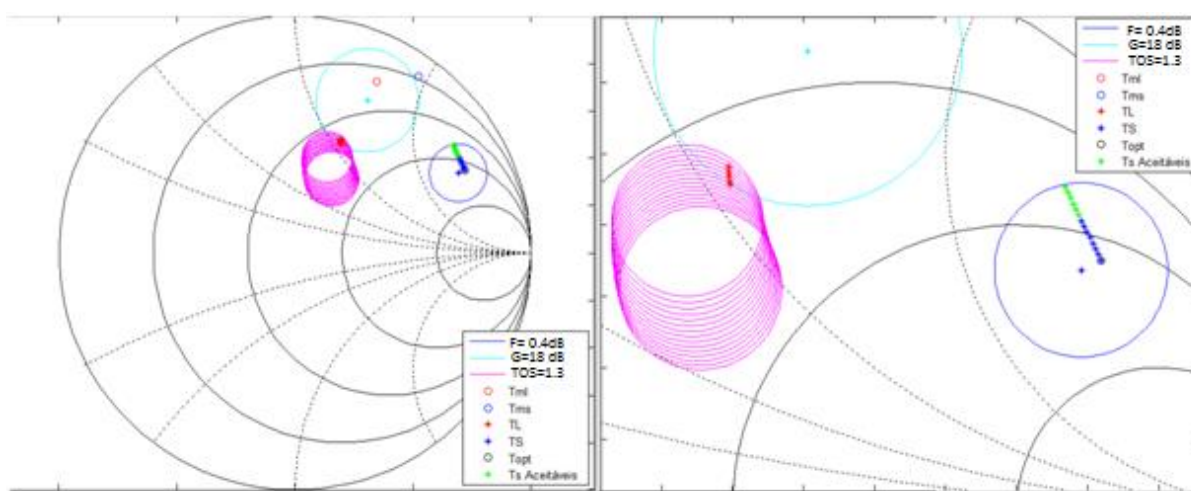 F= 0.4dB
G=18 dB
TOS=1.3
Tml
Tms
TL
TS
Topt
Ts Aceitáveis
F= 0.4dB
G=18 dB
TOS=1.3
Tml
Tms
TL
TS
Topt
Ts Aceitáveis